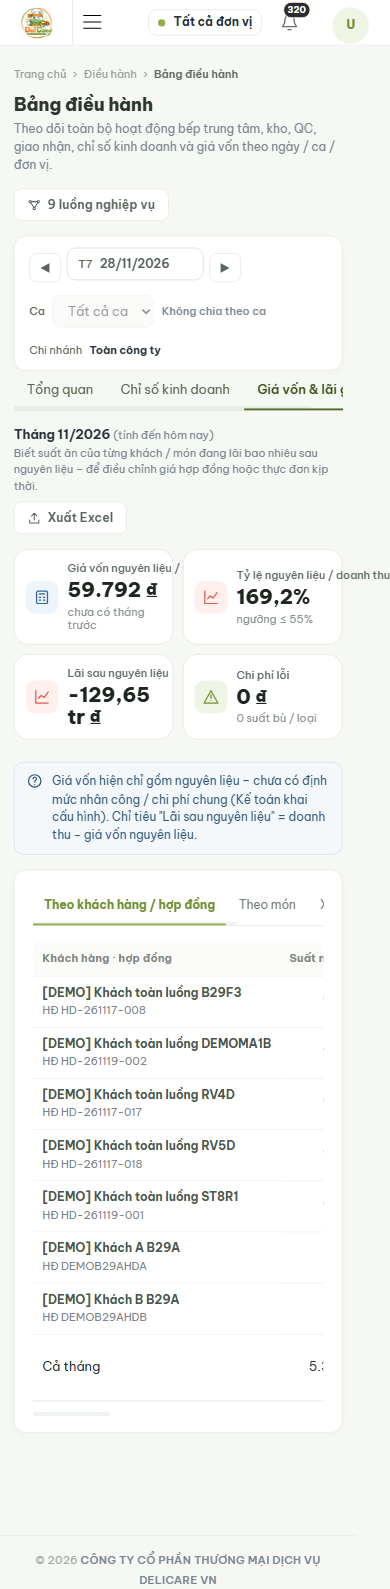 Tất cả đơn vị
320
U
Trang chủ › Điều hành › Bảng điều hành
Bảng điều hành
Theo dõi toàn bộ hoạt động bếp trung tâm, kho, QC,
giao nhận, chỉ số kinh doanh và giá vốn theo ngày / ca /
đơn vị.
9 luồng nghiệp vụ
◀ T7 28/11/2026 ▶
Ca Tất cả ca Không chia theo ca
Chi nhánh Toàn công ty
Tổng quan Chỉ số kinh doanh Giá vốn & lãi
Tháng 11/2026 (tính đến hôm nay)
Biết suất ăn của từng khách / món đang lãi bao nhiêu sau
nguyên liệu – để điều chỉnh giá hợp đồng hoặc thực đơn kịp
thời.
Xuất Excel
Giá vốn nguyên liệu /
59.792 ₫
chưa có tháng
trước
Tỷ lệ nguyên liệu / doanh thu
169,2%
ngưỡng ≤ 55%
Lãi sau nguyên liệu
-129,65
tr ₫
Chi phí lỗi
0 ₫
0 suất bù / loại
Giá vốn hiện chỉ gồm nguyên liệu – chưa có định
mức nhân công / chi phí chung (Kế toán khai
cấu hình). Chỉ tiêu "Lãi sau nguyên liệu" = doanh
thu − giá vốn nguyên liệu.
Theo khách hàng / hợp đồng Theo món
Khách hàng · hợp đồng Suất
[DEMO] Khách toàn luồng B29F3
HĐ HD-261117-008
[DEMO] Khách toàn luồng DEMOMA1B
HĐ HD-261119-002
[DEMO] Khách toàn luồng RV4D
HĐ HD-261117-017
[DEMO] Khách toàn luồng RV5D
HĐ HD-261117-018
[DEMO] Khách toàn luồng ST8R1
HĐ HD-261119-001
[DEMO] Khách A B29A
HĐ DEMOB29AHDA
[DEMO] Khách B B29A
HĐ DEMOB29AHDB
Cả tháng
© 2026 CÔNG TY CỔ PHẦN THƯƠNG MẠI DỊCH VỤ
DELICARE VN